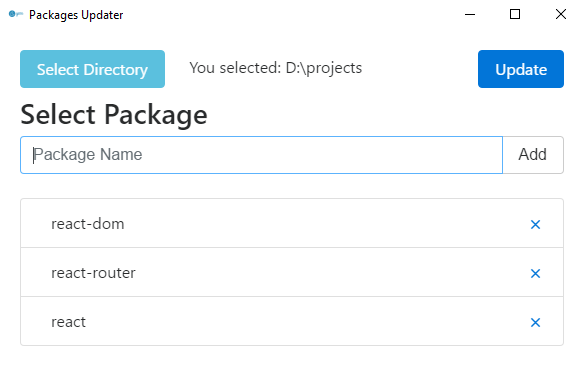 Packages Updater
Select Directory You selected: D:\projects Update
Select Package
Package Name Add
react-dom ×
react-router ×
react ×